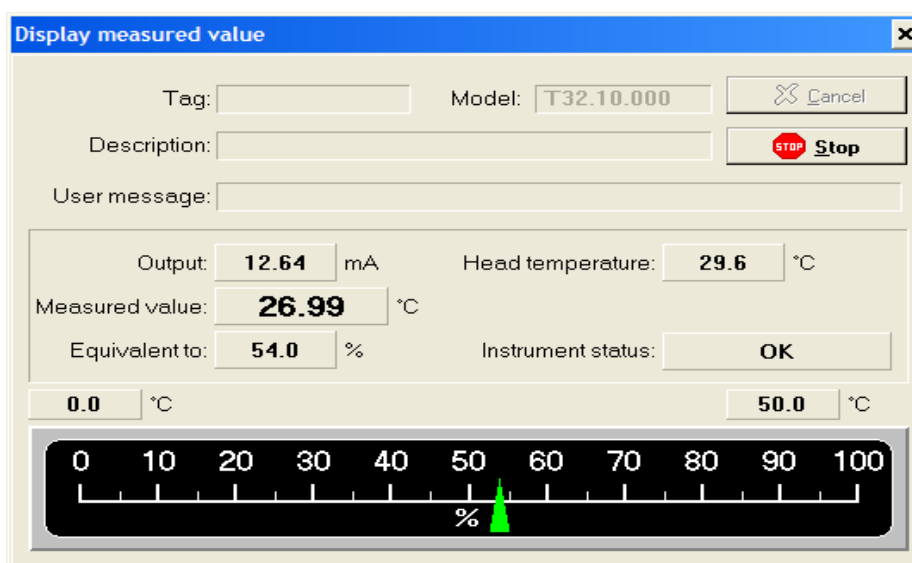 Display measured value
Tag: Model: T32.10.000 Cancel
Description: STOP Stop
User message:
Output: 12.64 mA Head temperature: 29.6 °C
Measured value: 26.99 °C
Equivalent to: 54.0 % Instrument status: OK
0.0 °C 50.0 °C
0 10 20 30 40 50 60 70 80 90 100
%